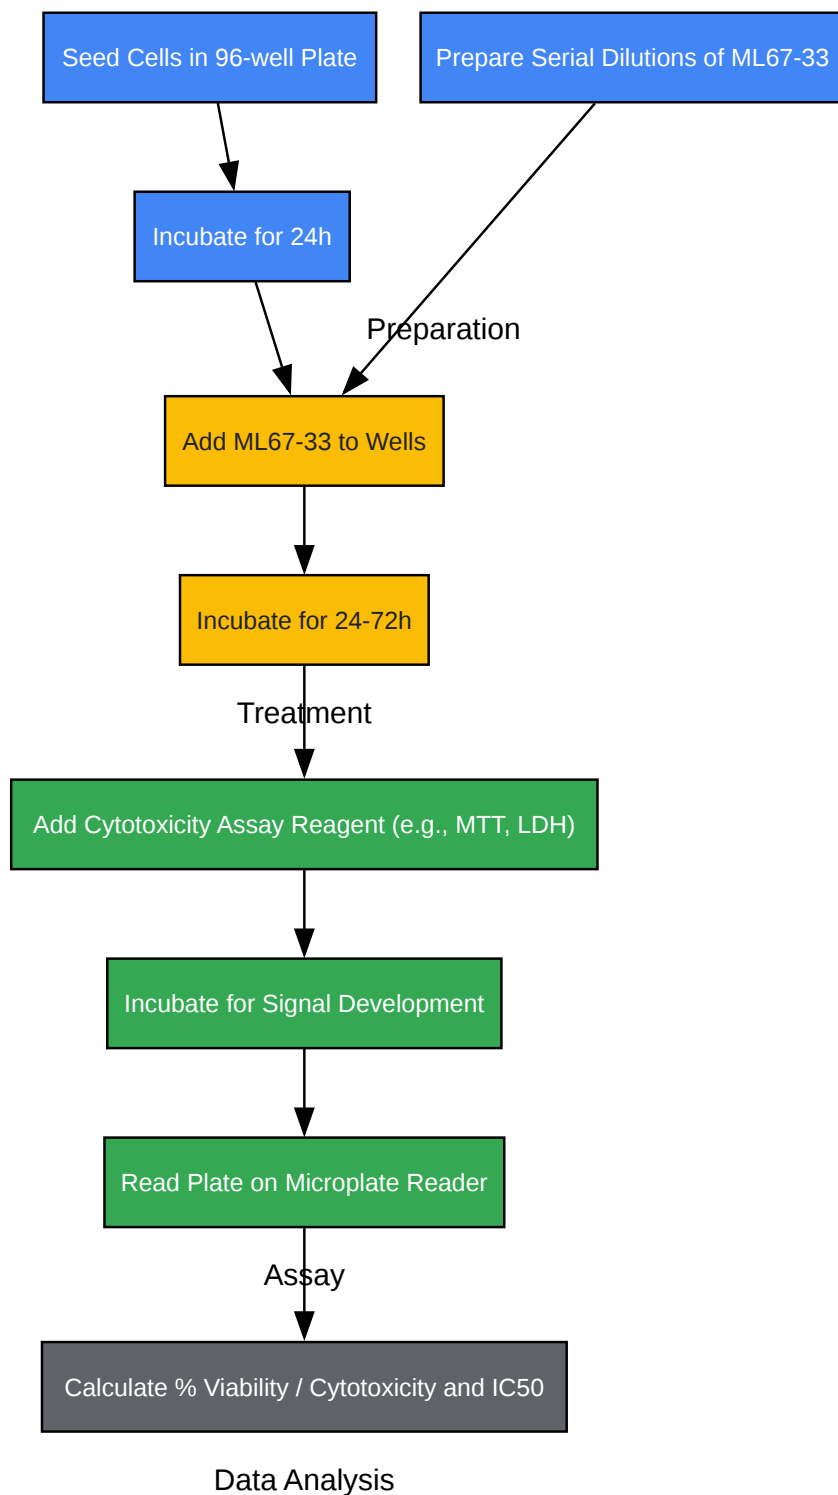 Seed Cells in 96-well Plate
Prepare Serial Dilutions of ML67-33
Incubate for 24h
Preparation
Add ML67-33 to Wells
Incubate for 24-72h
Treatment
Add Cytotoxicity Assay Reagent (e.g., MTT, LDH)
Incubate for Signal Development
Read Plate on Microplate Reader
Assay
Calculate % Viability / Cytotoxicity and IC50
Data Analysis